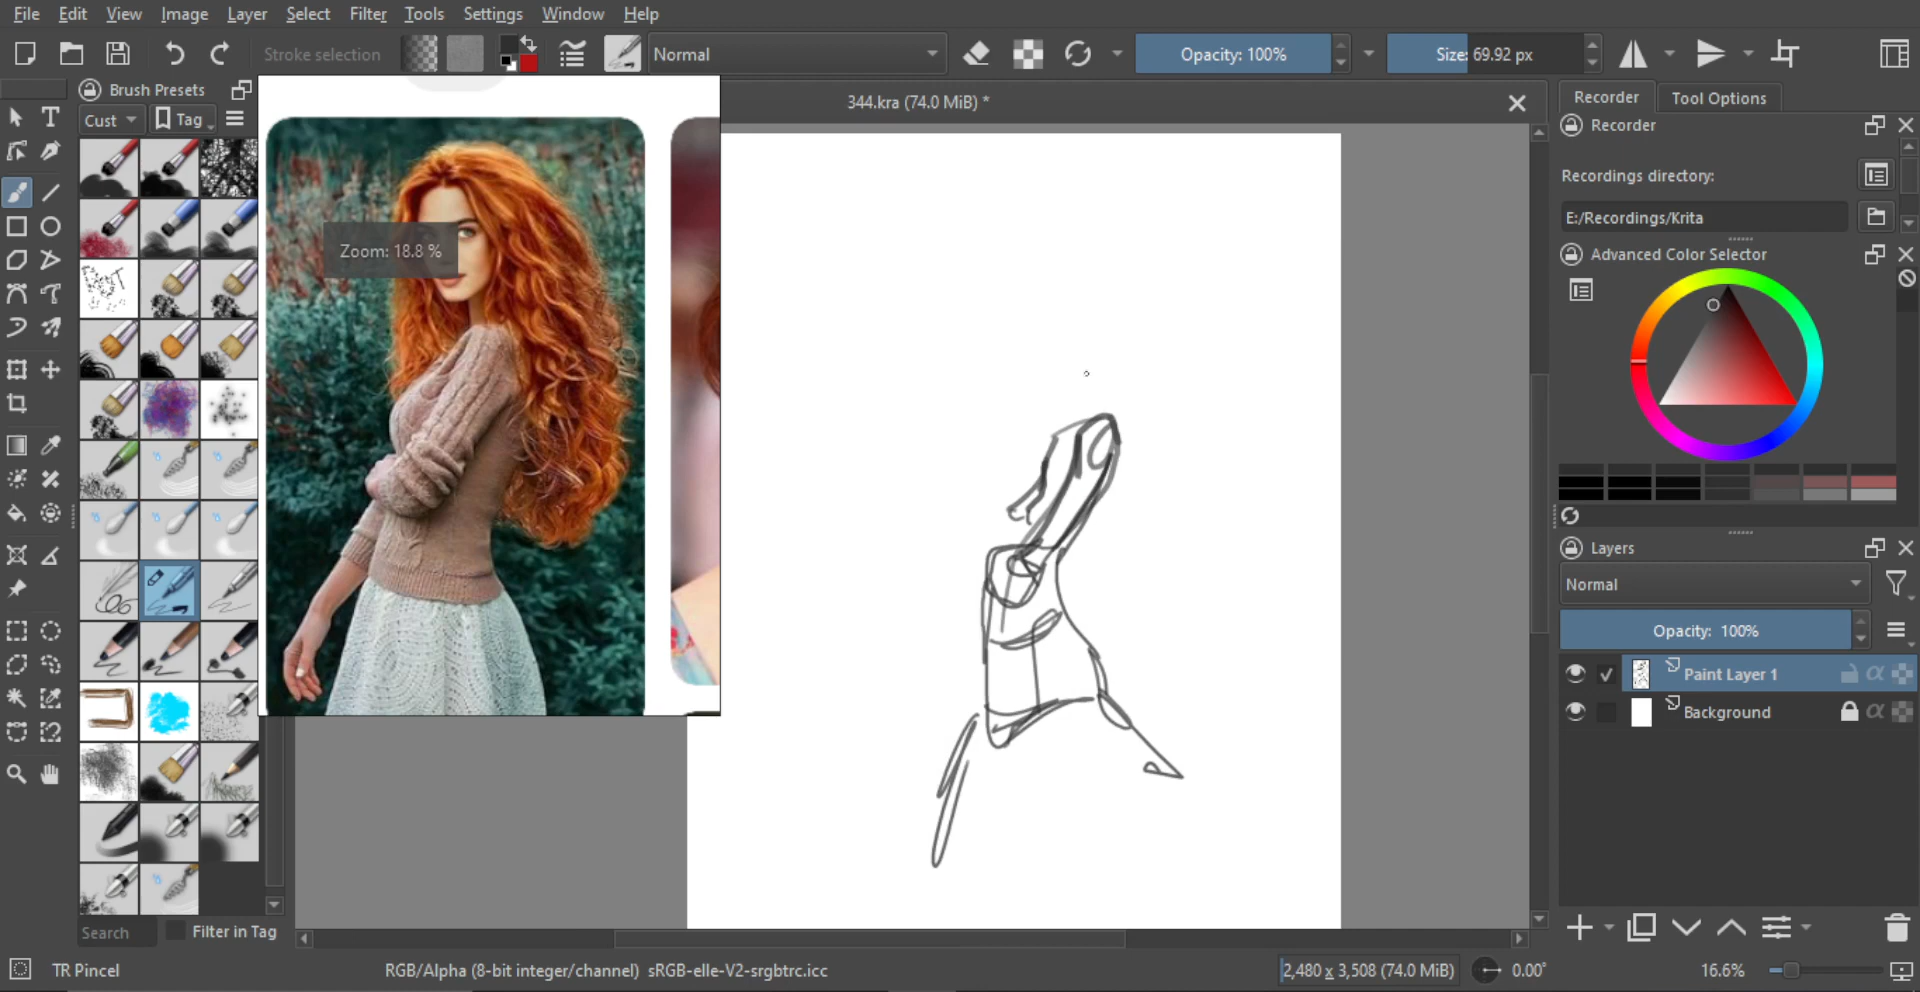 File Edit View Image Layer Select Filter Tools Settings Window Help
Stroke selection
Normal
Opacity: 100%
Size: 69.92 px
Brush Presets
344.kra (74.0 MiB) *
Recorder
Tool Options
Cust
Tag
Recorder
Recordings directory:
E:/Recordings/Krita
Zoom: 18.8 %
Advanced Color Selector
Layers
Normal
Opacity: 100%
Paint Layer 1
Background
Search
Filter in Tag
TR Pincel
RGB/Alpha (8-bit integer/channel) sRGB-elle-V2-srgbtrc.icc
2,480 x 3,508 (74.0 MiB)
0.00°
16.6%